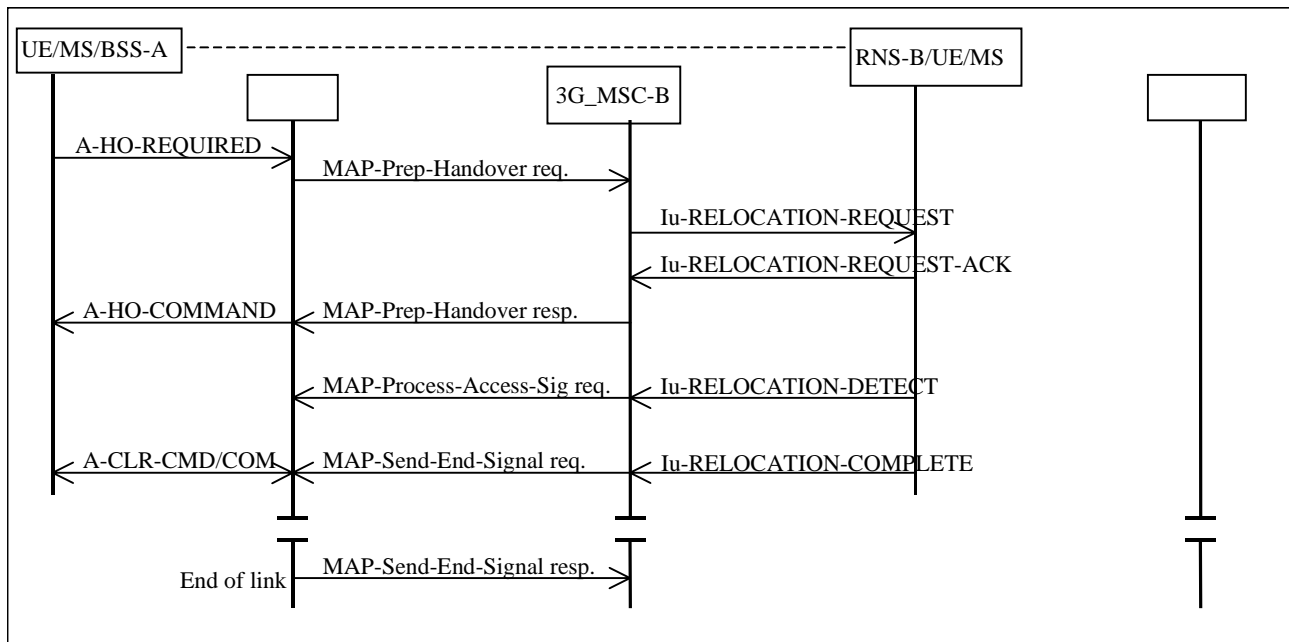 UE/MS/BSS-A
RNS-B/UE/MS
3G_MSC-B
A-HO-REQUIRED
MAP-Prep-Handover req.
Iu-RELOCATION-REQUEST
Iu-RELOCATION-REQUEST-ACK
A-HO-COMMAND
MAP-Prep-Handover resp.
MAP-Process-Access-Sig req.
Iu-RELOCATION-DETECT
A-CLR-CMD/COM
MAP-Send-End-Signal req.
Iu-RELOCATION-COMPLETE
End of link
MAP-Send-End-Signal resp.